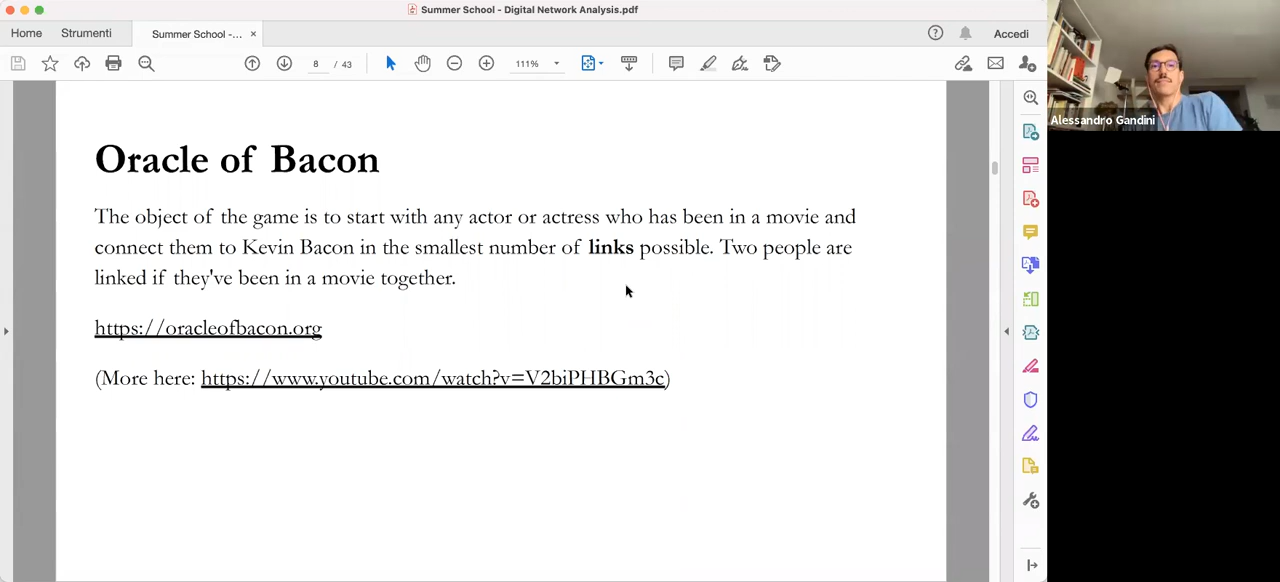 Summer School - Digital Network Analysis.pdf
Home Strumenti Summer School -... × Accedi
8 / 43 111%
Alessandro Gandini
Oracle of Bacon
The object of the game is to start with any actor or actress who has been in a movie and
connect them to Kevin Bacon in the smallest number of links possible. Two people are
linked if they've been in a movie together.
https://oracleofbacon.org
(More here: https://www.youtube.com/watch?v=V2biPHBGm3c)